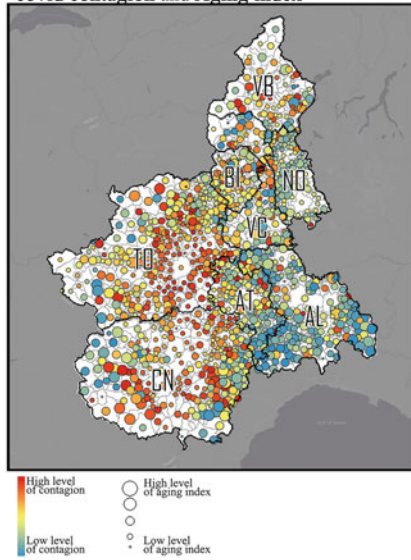 covid contagion and Aging index
VB
BI
NO
VC
TO
AT
AL
CN
High level
of contagion
High level
of aging index
Low level
of contagion
Low level
of aging index